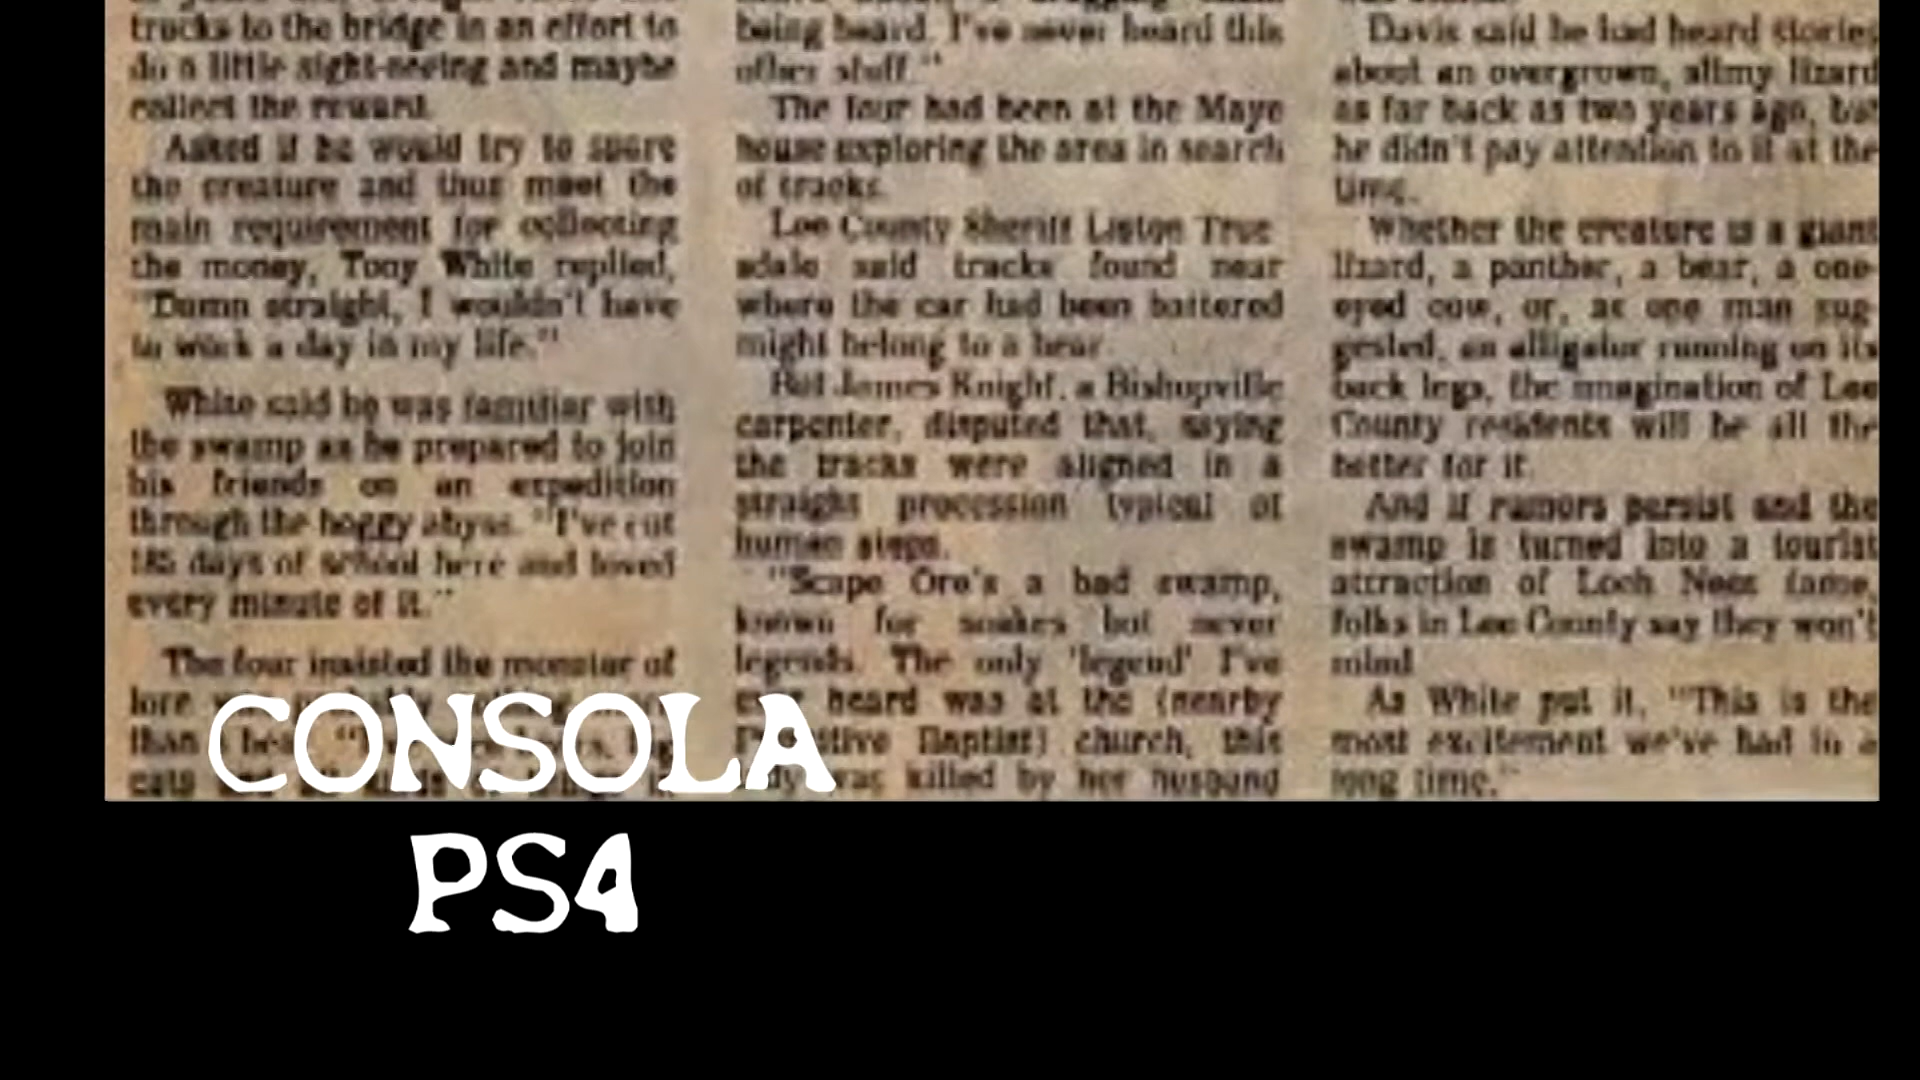 trucks to the bridge in an effort to
do a little sight-seeing and maybe
collect the reward.
Asked if he would try to spare
the creature and thus meet the
main requirement for collecting
the money, Tony White replied,
"Damn straight, I wouldn't have
to work a day in my life."
White said he was familiar with
the swamp as he prepared to join
his friends on an expedition
through the boggy abyss. "I've cut
185 days of school here and loved
every minute of it."
The four insisted the monster of
lore
than
cats
being heard. I've never heard this
other stuff."
The four had been at the Maye
house exploring the area in search
of tracks.
Lee County Sheriff Liston True
sdale said tracks found near
where the car had been battered
might belong to a bear.
But James Knight, a Bishopville
carpenter, disputed that, saying
the tracks were aligned in a
straight procession typical of
human steps.
"Scape Ore's a bad swamp,
known for snakes but never
legends. The only 'legend' I've
heard was at the (nearby
Baptist) church, this
was killed by her husband
Davis said he had heard stories
about an overgrown, slimy lizard
as far back as two years ago, but
he didn't pay attention to it at the
time.
Whether the creature is a giant
lizard, a panther, a bear, a one-
eyed cow, or, as one man sug-
gested, an alligator running on its
back legs, the imagination of Lee
County residents will be all the
better for it.
And if rumors persist and the
swamp is turned into a tourist
attraction of Loch Ness fame,
folks in Lee County say they won't
mind.
As White put it, "This is the
most excitement we've had in a
long time."
CONSOLA
PS4